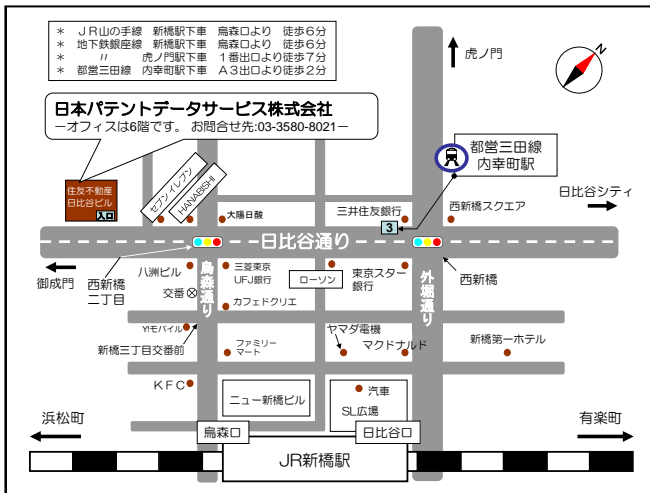 ＊　ＪＲ山の手線　新橋駅下車　烏森口より　徒歩６分
＊　地下鉄銀座線　新橋駅下車　烏森口より　徒歩６分
＊　　　〃　　　虎ノ門駅下車　１番出口より徒歩７分
＊　都営三田線　内幸町駅下車　Ａ３出口より徒歩２分
虎ノ門
N
日本パテントデータサービス株式会社
－オフィスは6階です。 お問合せ先:03-3580-8021－
都営三田線
内幸町駅
住友不動産
日比谷ビル
入口
セブンイレブン
HANABISHI
大陽日酸
三井住友銀行
3
西新橋スクエア
日比谷シティ
日比谷通り
御成門
西新橋
二丁目
八洲ビル
交番
烏森通り
三菱東京
UFJ銀行
カフェドクリエ
ローソン
東京スター
銀行
外堀通り
西新橋
Y!モバイル
新橋三丁目交番前
ファミリー
マート
ヤマダ電機
マクドナルド
新橋第一ホテル
ＫＦＣ
ニュー新橋ビル
汽車
SL広場
浜松町
烏森口
日比谷口
有楽町
JR新橋駅